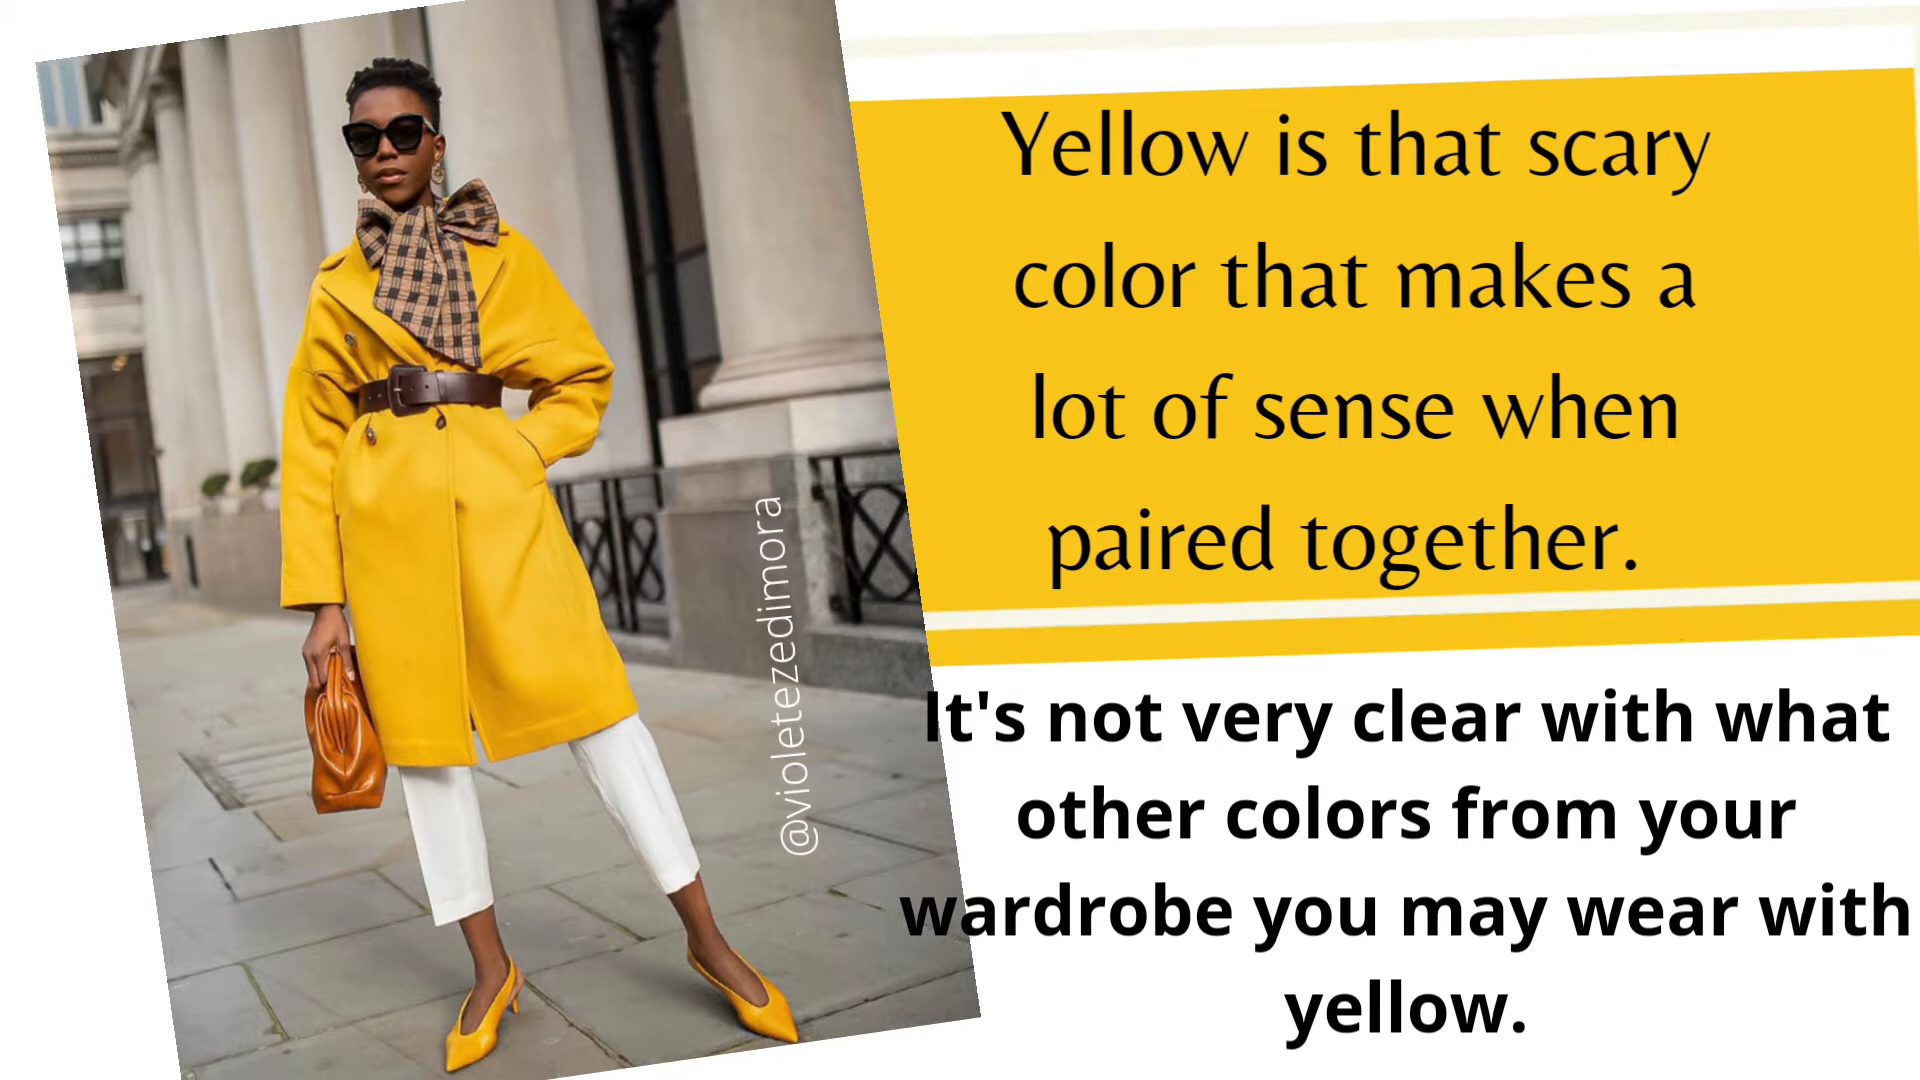 Yellow is that scary
color that makes a
lot of sense when
paired together.
@violetezedimora
It's not very clear with what
other colors from your
wardrobe you may wear with
yellow.